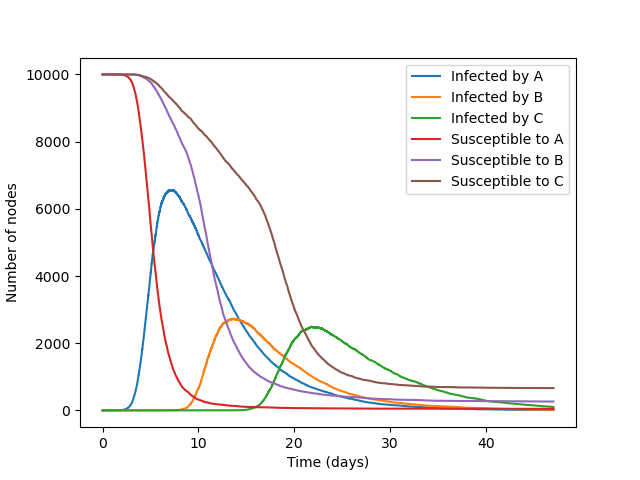 10000
8000
6000
4000
2000
0
Number of nodes
Infected by A
Infected by B
Infected by C
Susceptible to A
Susceptible to B
Susceptible to C
0 10 20 30 40
Time (days)